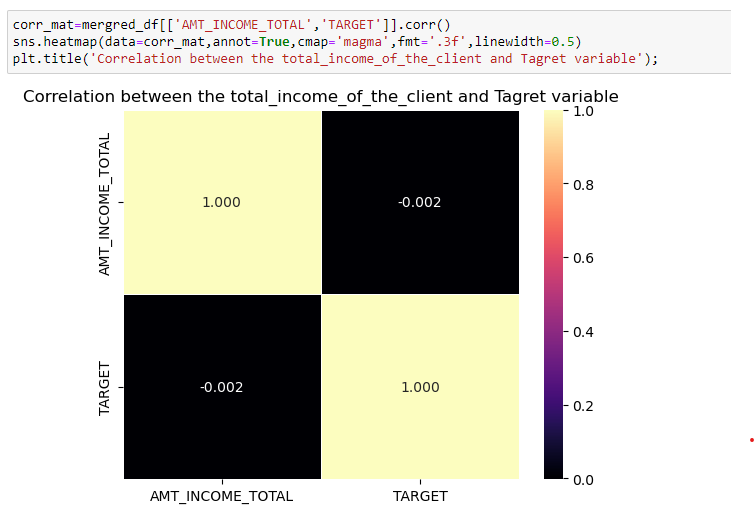 corr_mat=mergred_df[['AMT_INCOME_TOTAL','TARGET']].corr()
sns.heatmap(data=corr_mat,annot=True,cmap='magma',fmt='.3f',linewidth=0.5)
plt.title('Correlation between the total_income_of_the_client and Tagret variable');
Correlation between the total_income_of_the_client and Tagret variable
AMT_INCOME_TOTAL
1.000
-0.002
TARGET
-0.002
1.000
AMT_INCOME_TOTAL
TARGET
1.0
0.8
0.6
0.4
0.2
0.0